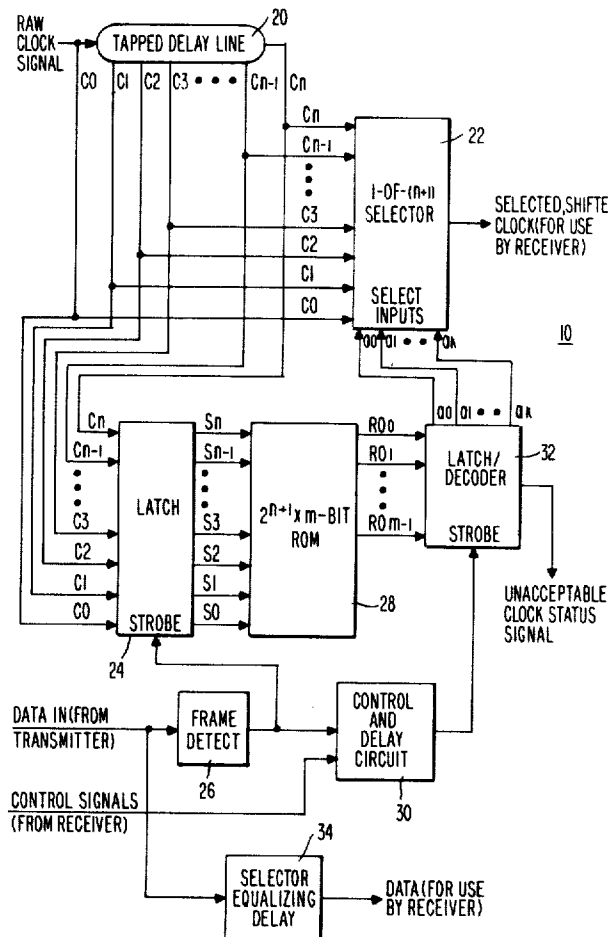 RAW
CLOCK
SIGNAL
20
TAPPED DELAY LINE
C0 C1 C2 C3 Cn-1 Cn
22
Cn
Cn-1
C3
C2
C1
C0
1-OF-(n+1)
SELECTOR
SELECT
INPUTS
SELECTED,SHIFTE
CLOCK(FOR USE
BY RECEIVER)
a0 a1 ak
10
a0 a1 ak
Cn
Cn-1
C3
C2
C1
C0
LATCH
STROBE
24
Sn
Sn-1
S3
S2
S1
S0
2n+1 x m-BIT
ROM
28
RO0
RO1
ROm-1
LATCH/
DECODER
STROBE
32
UNACCEPTABLE
CLOCK STATUS
SIGNAL
DATA IN(FROM
TRANSMITTER)
FRAME
DETECT
26
CONTROL
AND
DELAY
CIRCUIT
30
CONTROL SIGNALS
(FROM RECEIVER)
34
SELECTOR
EQUALIZING
DELAY
DATA(FOR USE
BY RECEIVER)